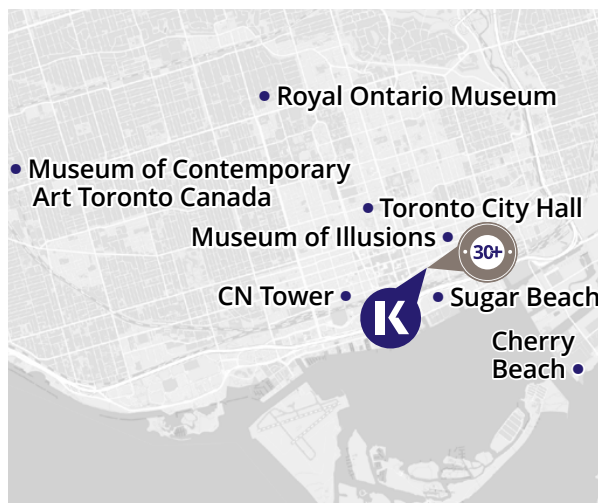 Royal Ontario Museum
Museum of Contemporary
Art Toronto Canada
Toronto City Hall
Museum of Illusions
30+
CN Tower
K
Sugar Beach
Cherry
Beach